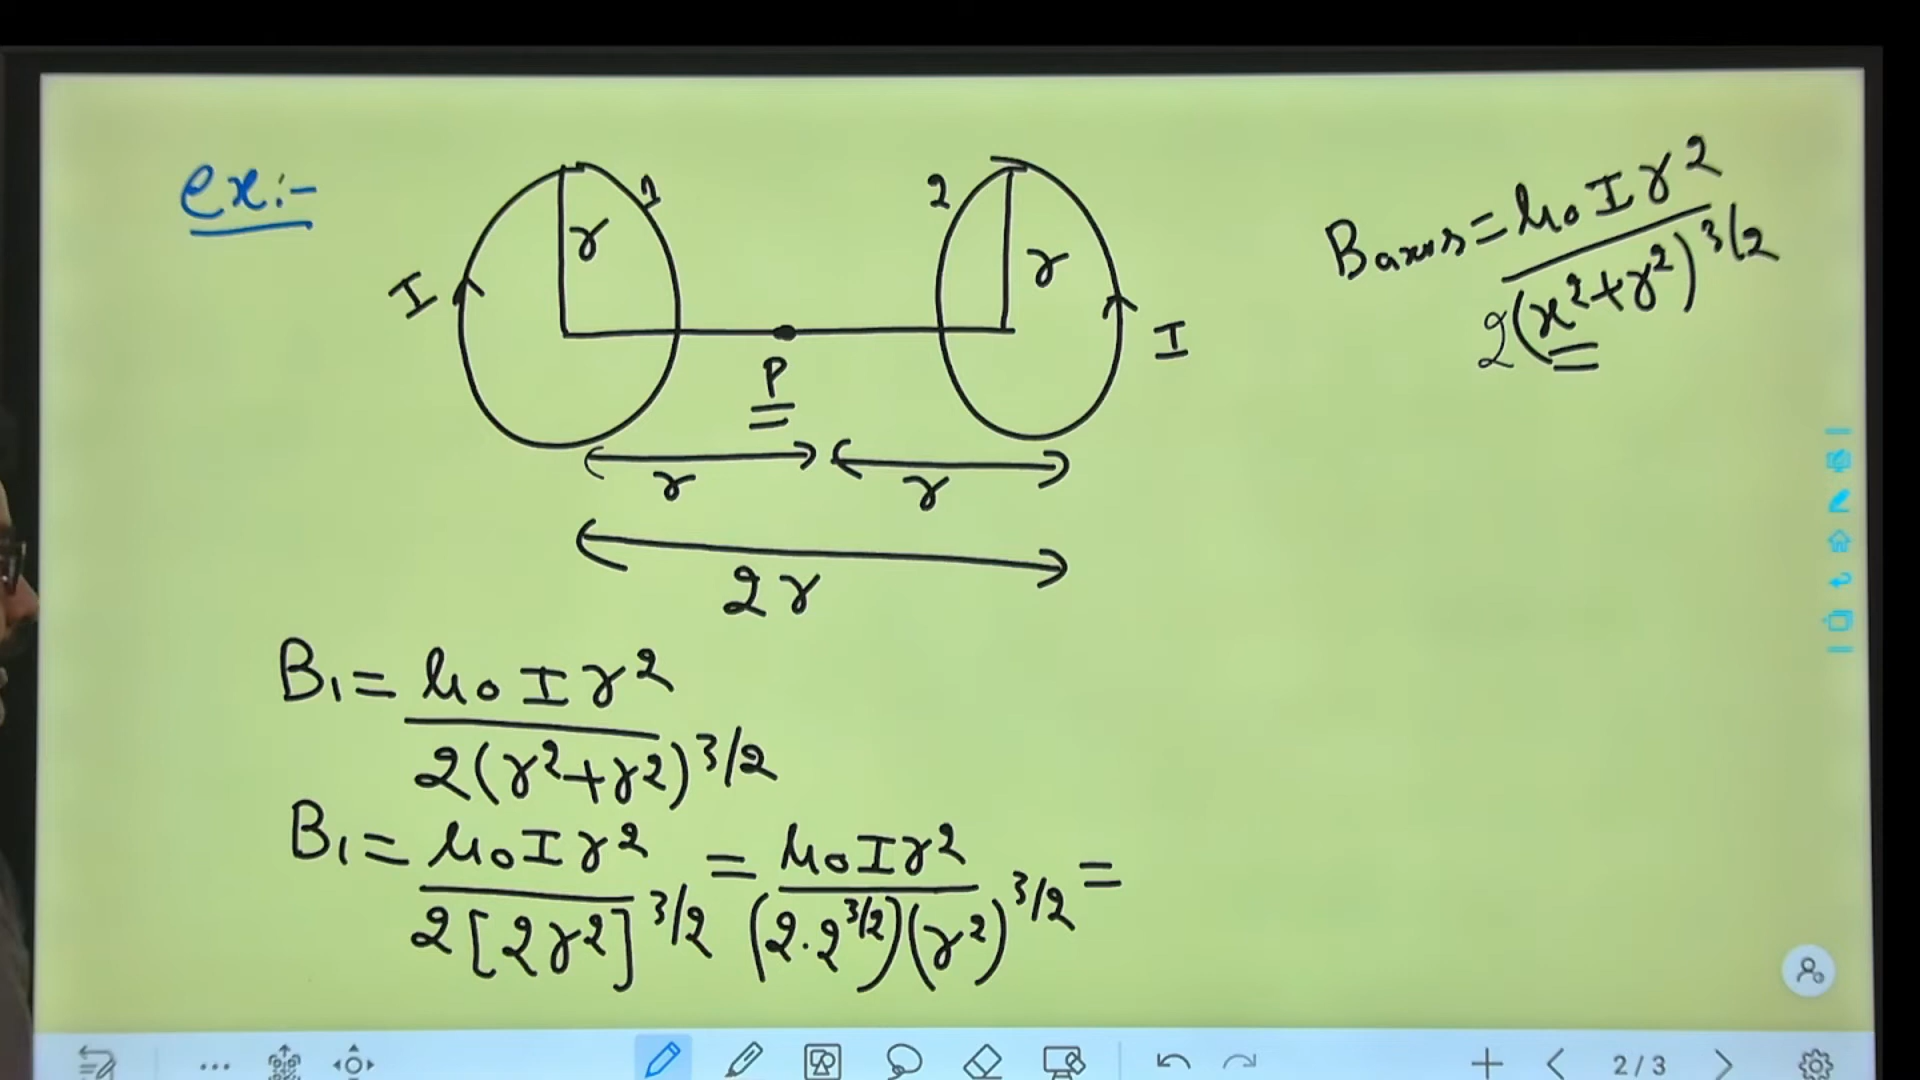 ex:-
1
2
r
r
I
I
P
r
r
2r
Baxis = μ₀Ir² / 2(x²+r²)^3/2
B₁ = μ₀Ir² / 2(r²+r²)^3/2
B₁ = μ₀Ir² / 2[2r²]^3/2 = μ₀Ir² / (2.2^3/2)(r²)^3/2 =
2/3